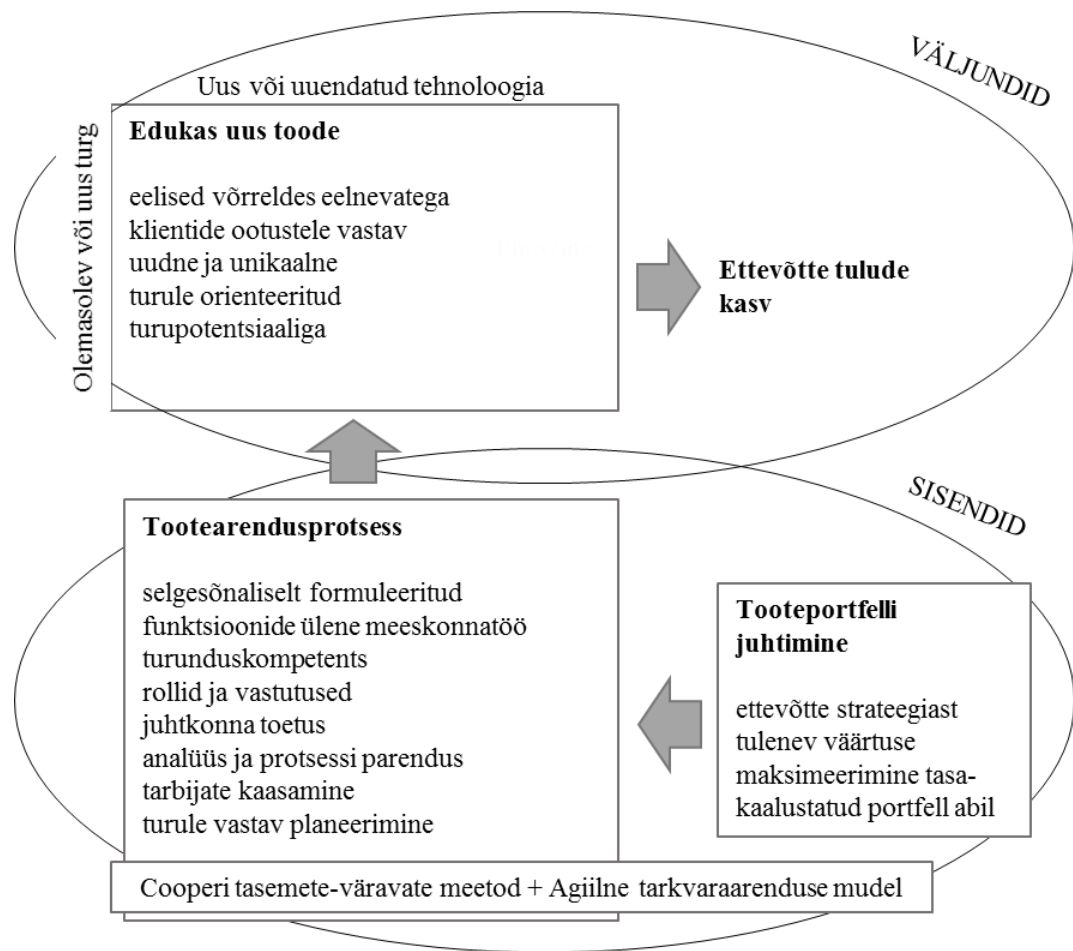 VÄLJUNDID
Uus või uuendatud tehnoloogia
Olemasolev või uus turg
Edukas uus toode
eelised võrreldes eelnevatega
klientide ootustele vastav
uudne ja unikaalne
turule orienteeritud
turupotentsiaaliga
Ettevõtte tulude
kasv
SISENDID
Tootearendusprotsess
selgesõnaliselt formuleeritud
funktsioonide ülene meeskonnatöö
turunduskompetents
rollid ja vastutused
juhtkonna toetus
analüüs ja protsessi parendus
tarbijate kaasamine
turule vastav planeerimine
Tooteportfelli
juhtimine
ettevõtte strateegiast
tulenev väärtuse
maksimeerimine tasa-
kaalustatud portfell abil
Cooperi tasemete-väravate meetod + Agiilne tarkvaraarenduse mudel